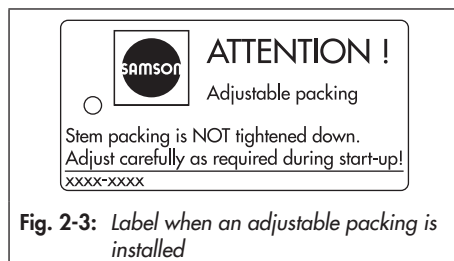 SAMSON
ATTENTION !
Adjustable packing
Stem packing is NOT tightened down.
Adjust carefully as required during start-up!
xxxx-xxxx
Fig. 2-3: Label when an adjustable packing is
installed